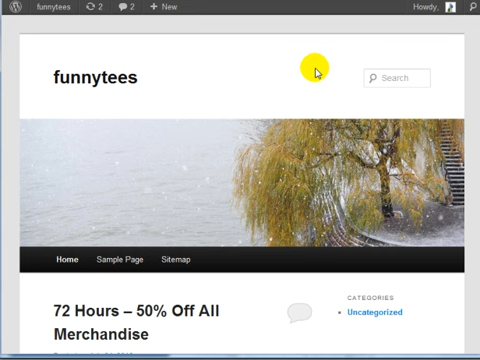 funnytees 2 2 New Howdy,
funnytees
Search
Home Sample Page Sitemap
72 Hours – 50% Off All
Merchandise
CATEGORIES
Uncategorized